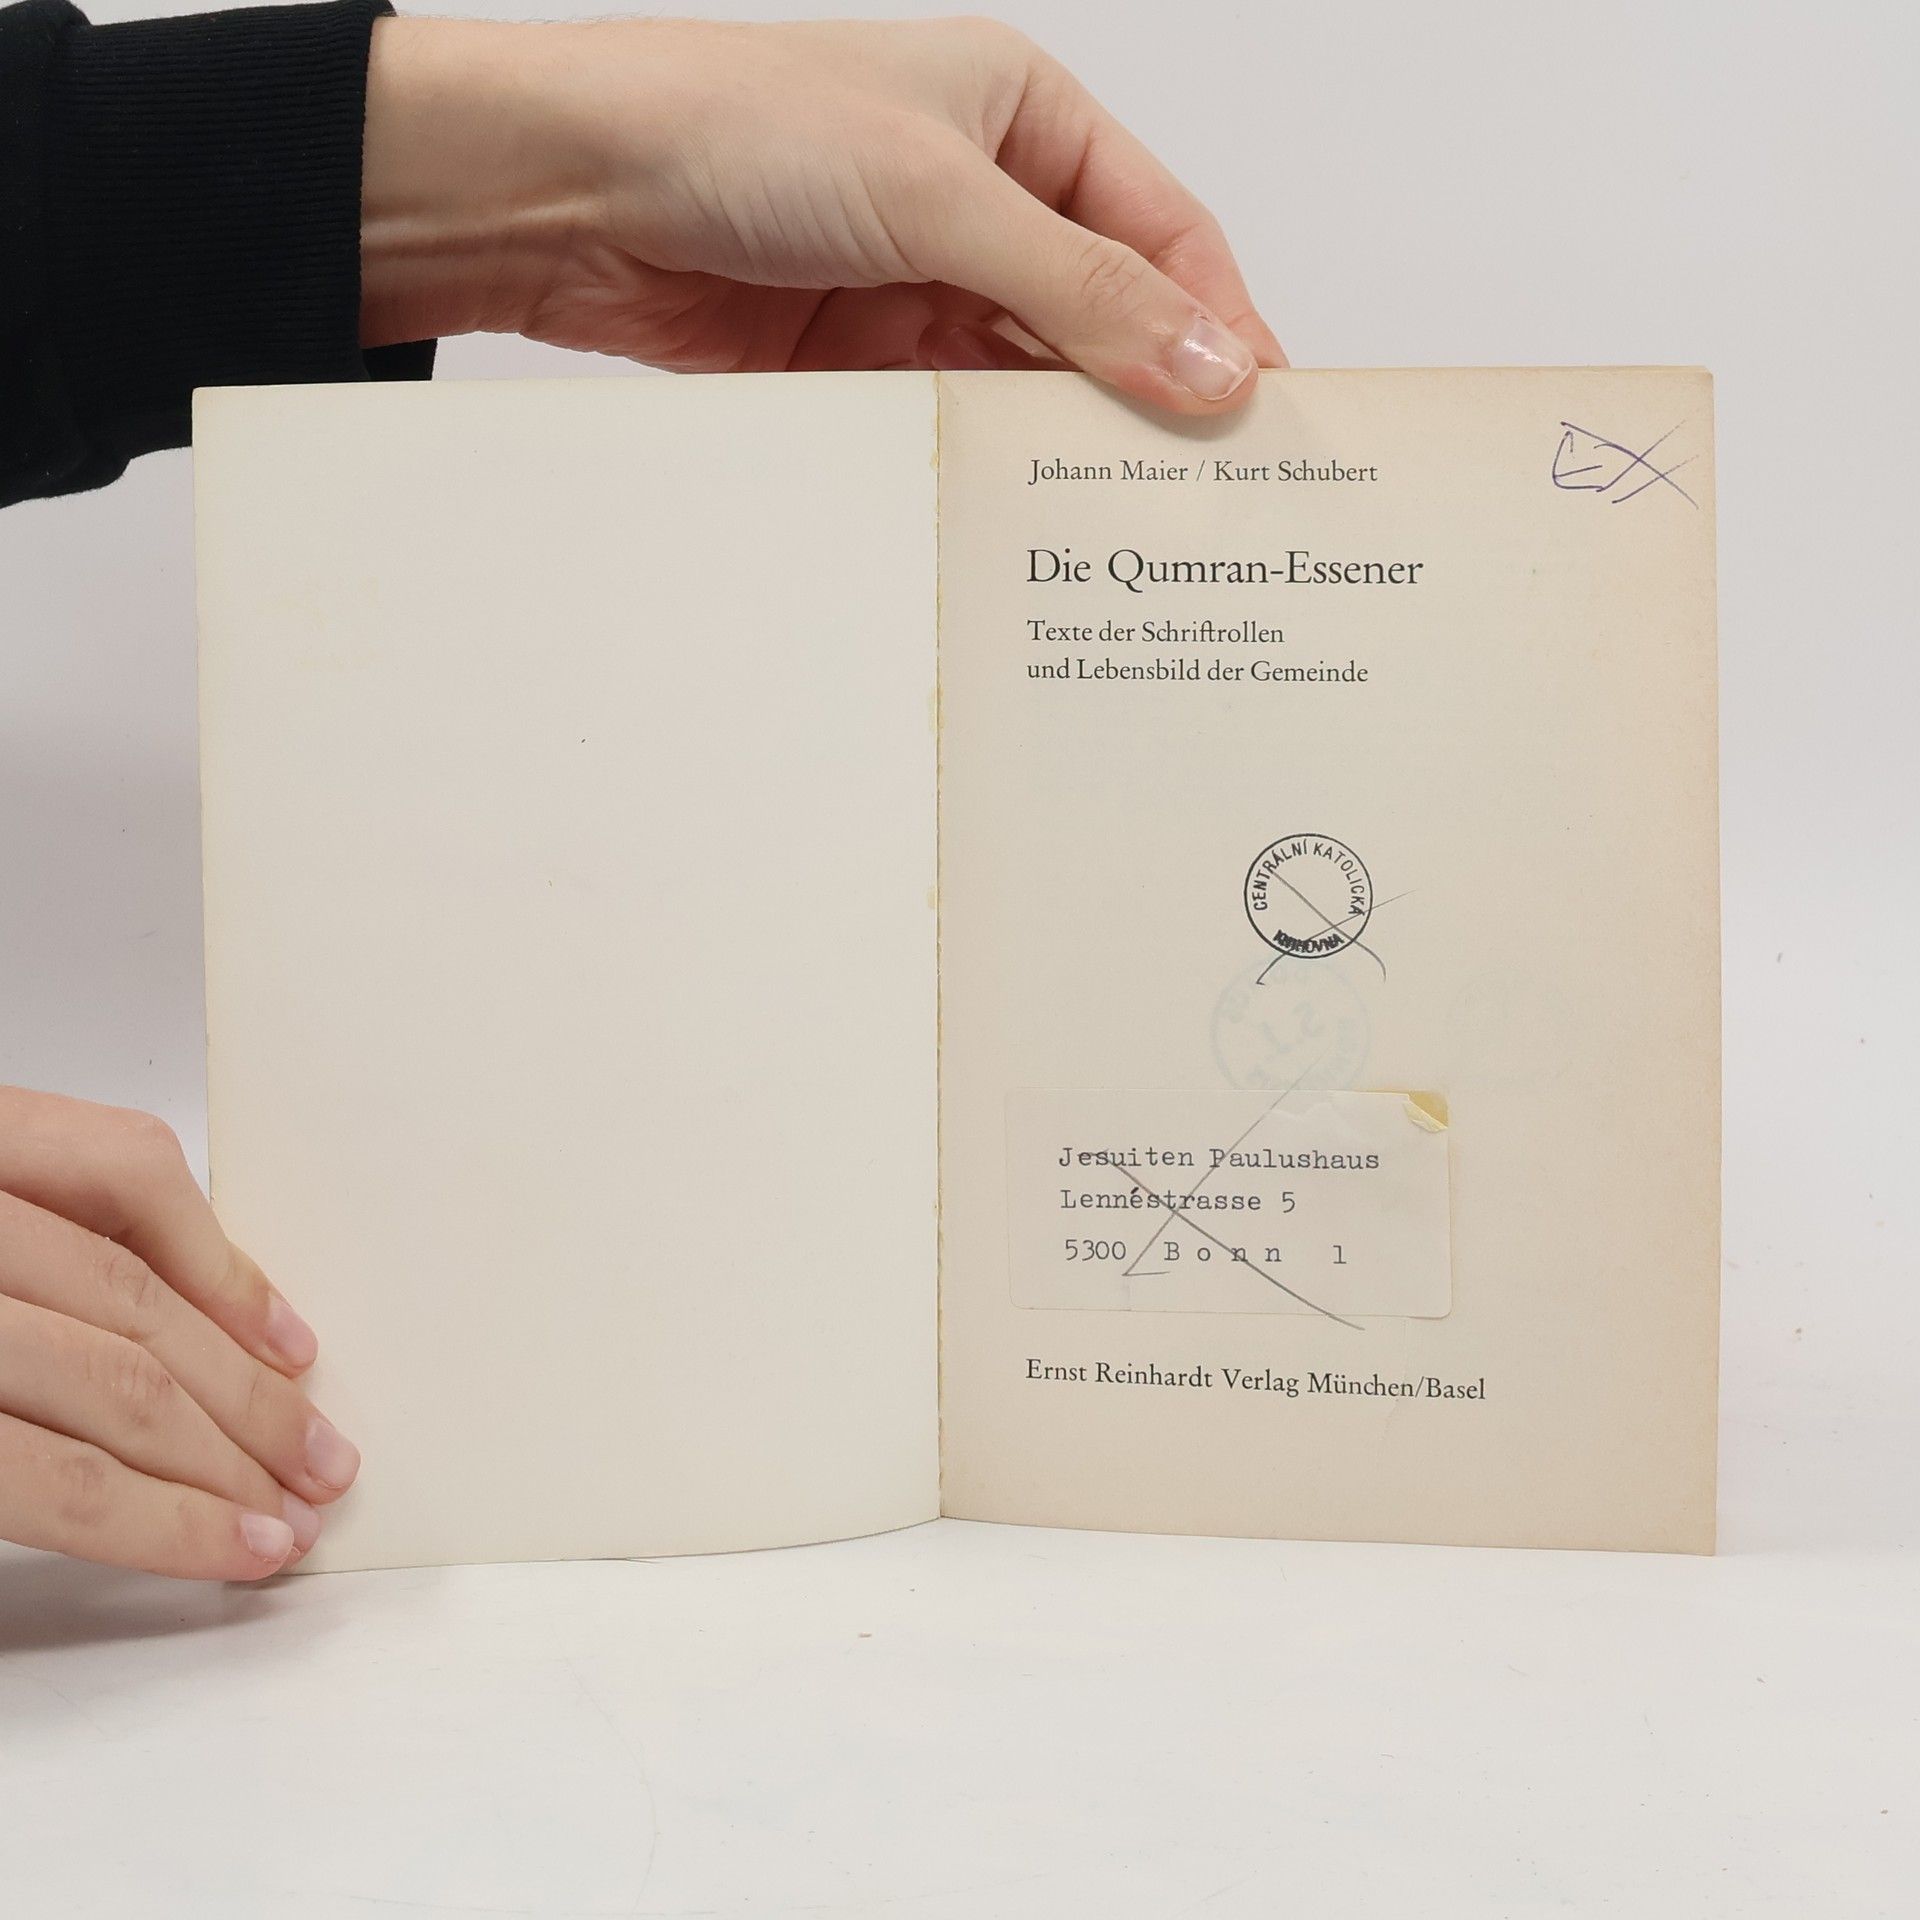 Johann Maier / Kurt Schubert
Die Qumran-Essener
Texte der Schriftrollen
und Lebensbild der Gemeinde
CENTRÁLNÍ KATOLICKÁ
KNIHOVNA
Jesuiten Paulushaus
Lennéstrasse 5
5300 Bonn 1
Ernst Reinhardt Verlag München/Basel